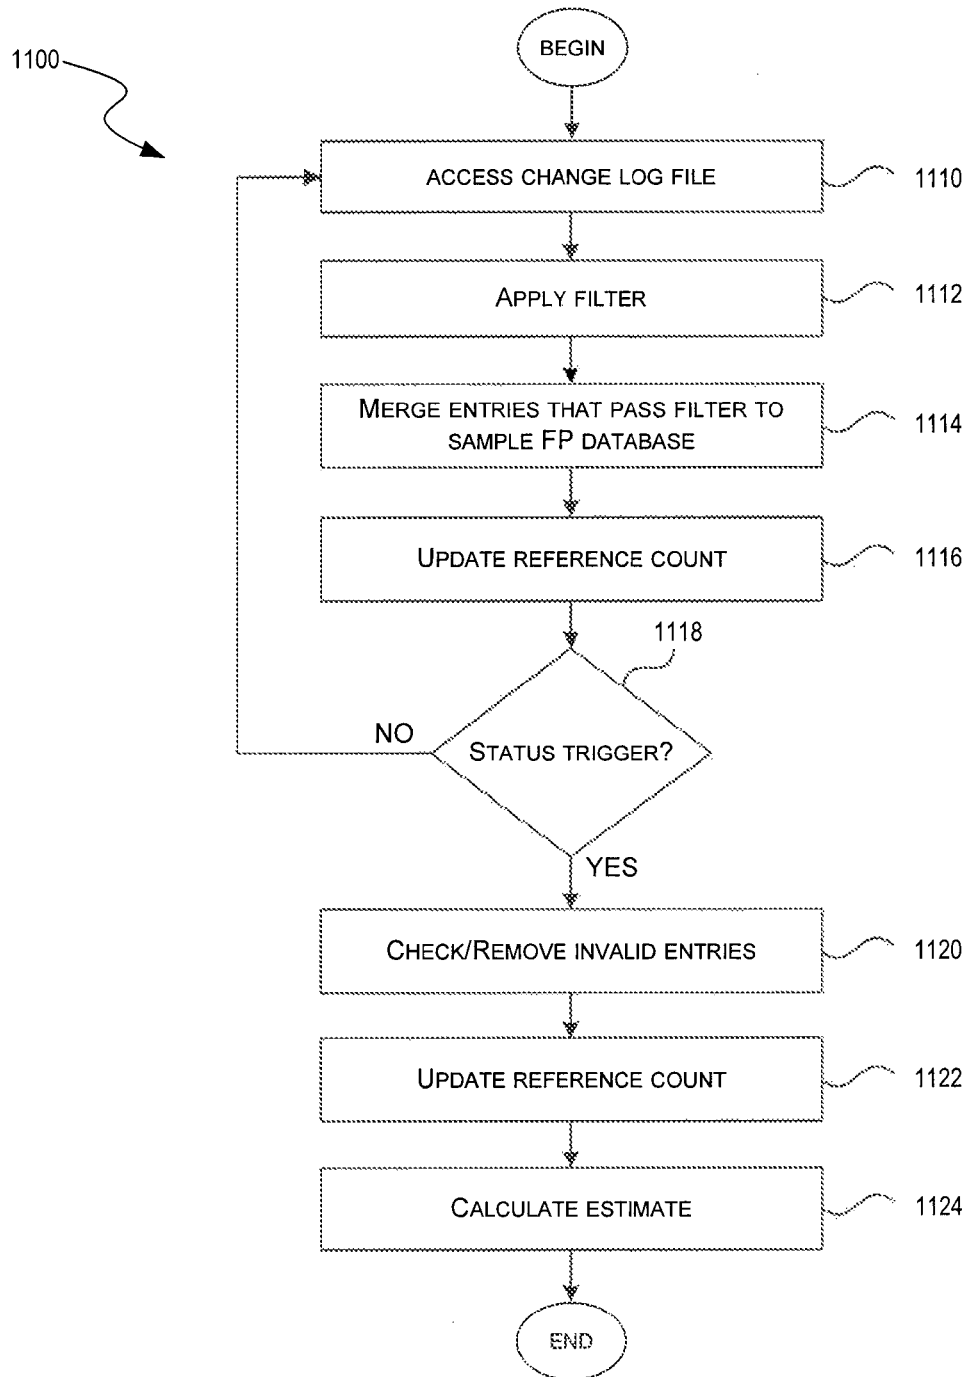 BEGIN
1100
ACCESS CHANGE LOG FILE
1110
APPLY FILTER
1112
MERGE ENTRIES THAT PASS FILTER TO
SAMPLE FP DATABASE
1114
UPDATE REFERENCE COUNT
1116
1118
STATUS TRIGGER?
NO
YES
CHECK/REMOVE INVALID ENTRIES
1120
UPDATE REFERENCE COUNT
1122
CALCULATE ESTIMATE
1124
END